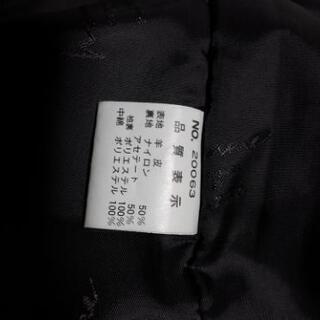 NO. 20063
品質表示
表地 羊皮
裏地 ナイロン 50%
アセテート 50%
袖裏 ポリエステル 100%
中綿 ポリエステル 100%